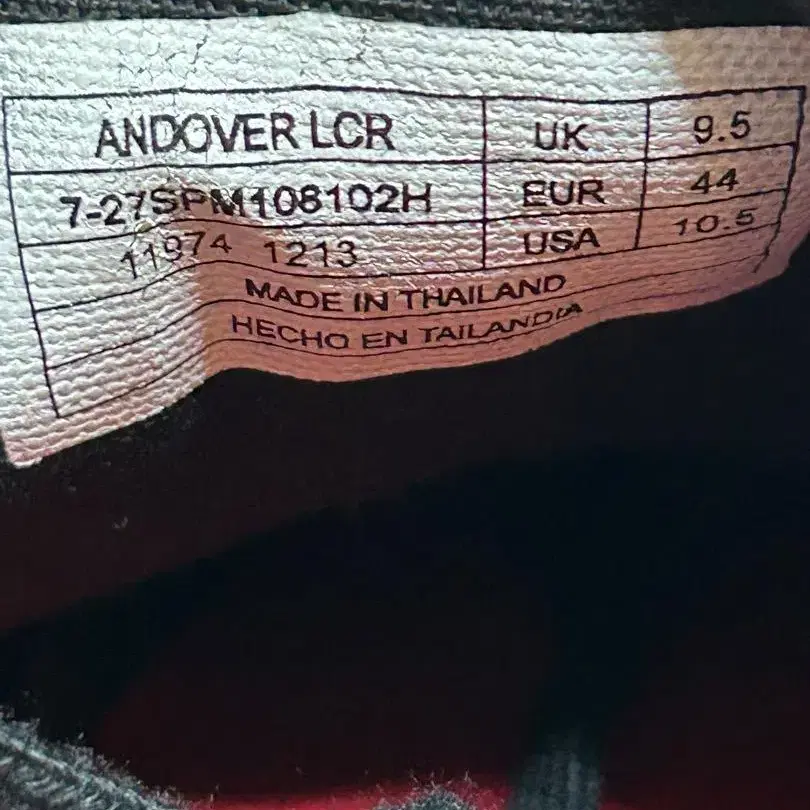 ANDOVER LCR UK 9.5
7-27SPM108102H EUR 44
11974 1213 USA 10.5
MADE IN THAILAND
HECHO EN TAILANDIA